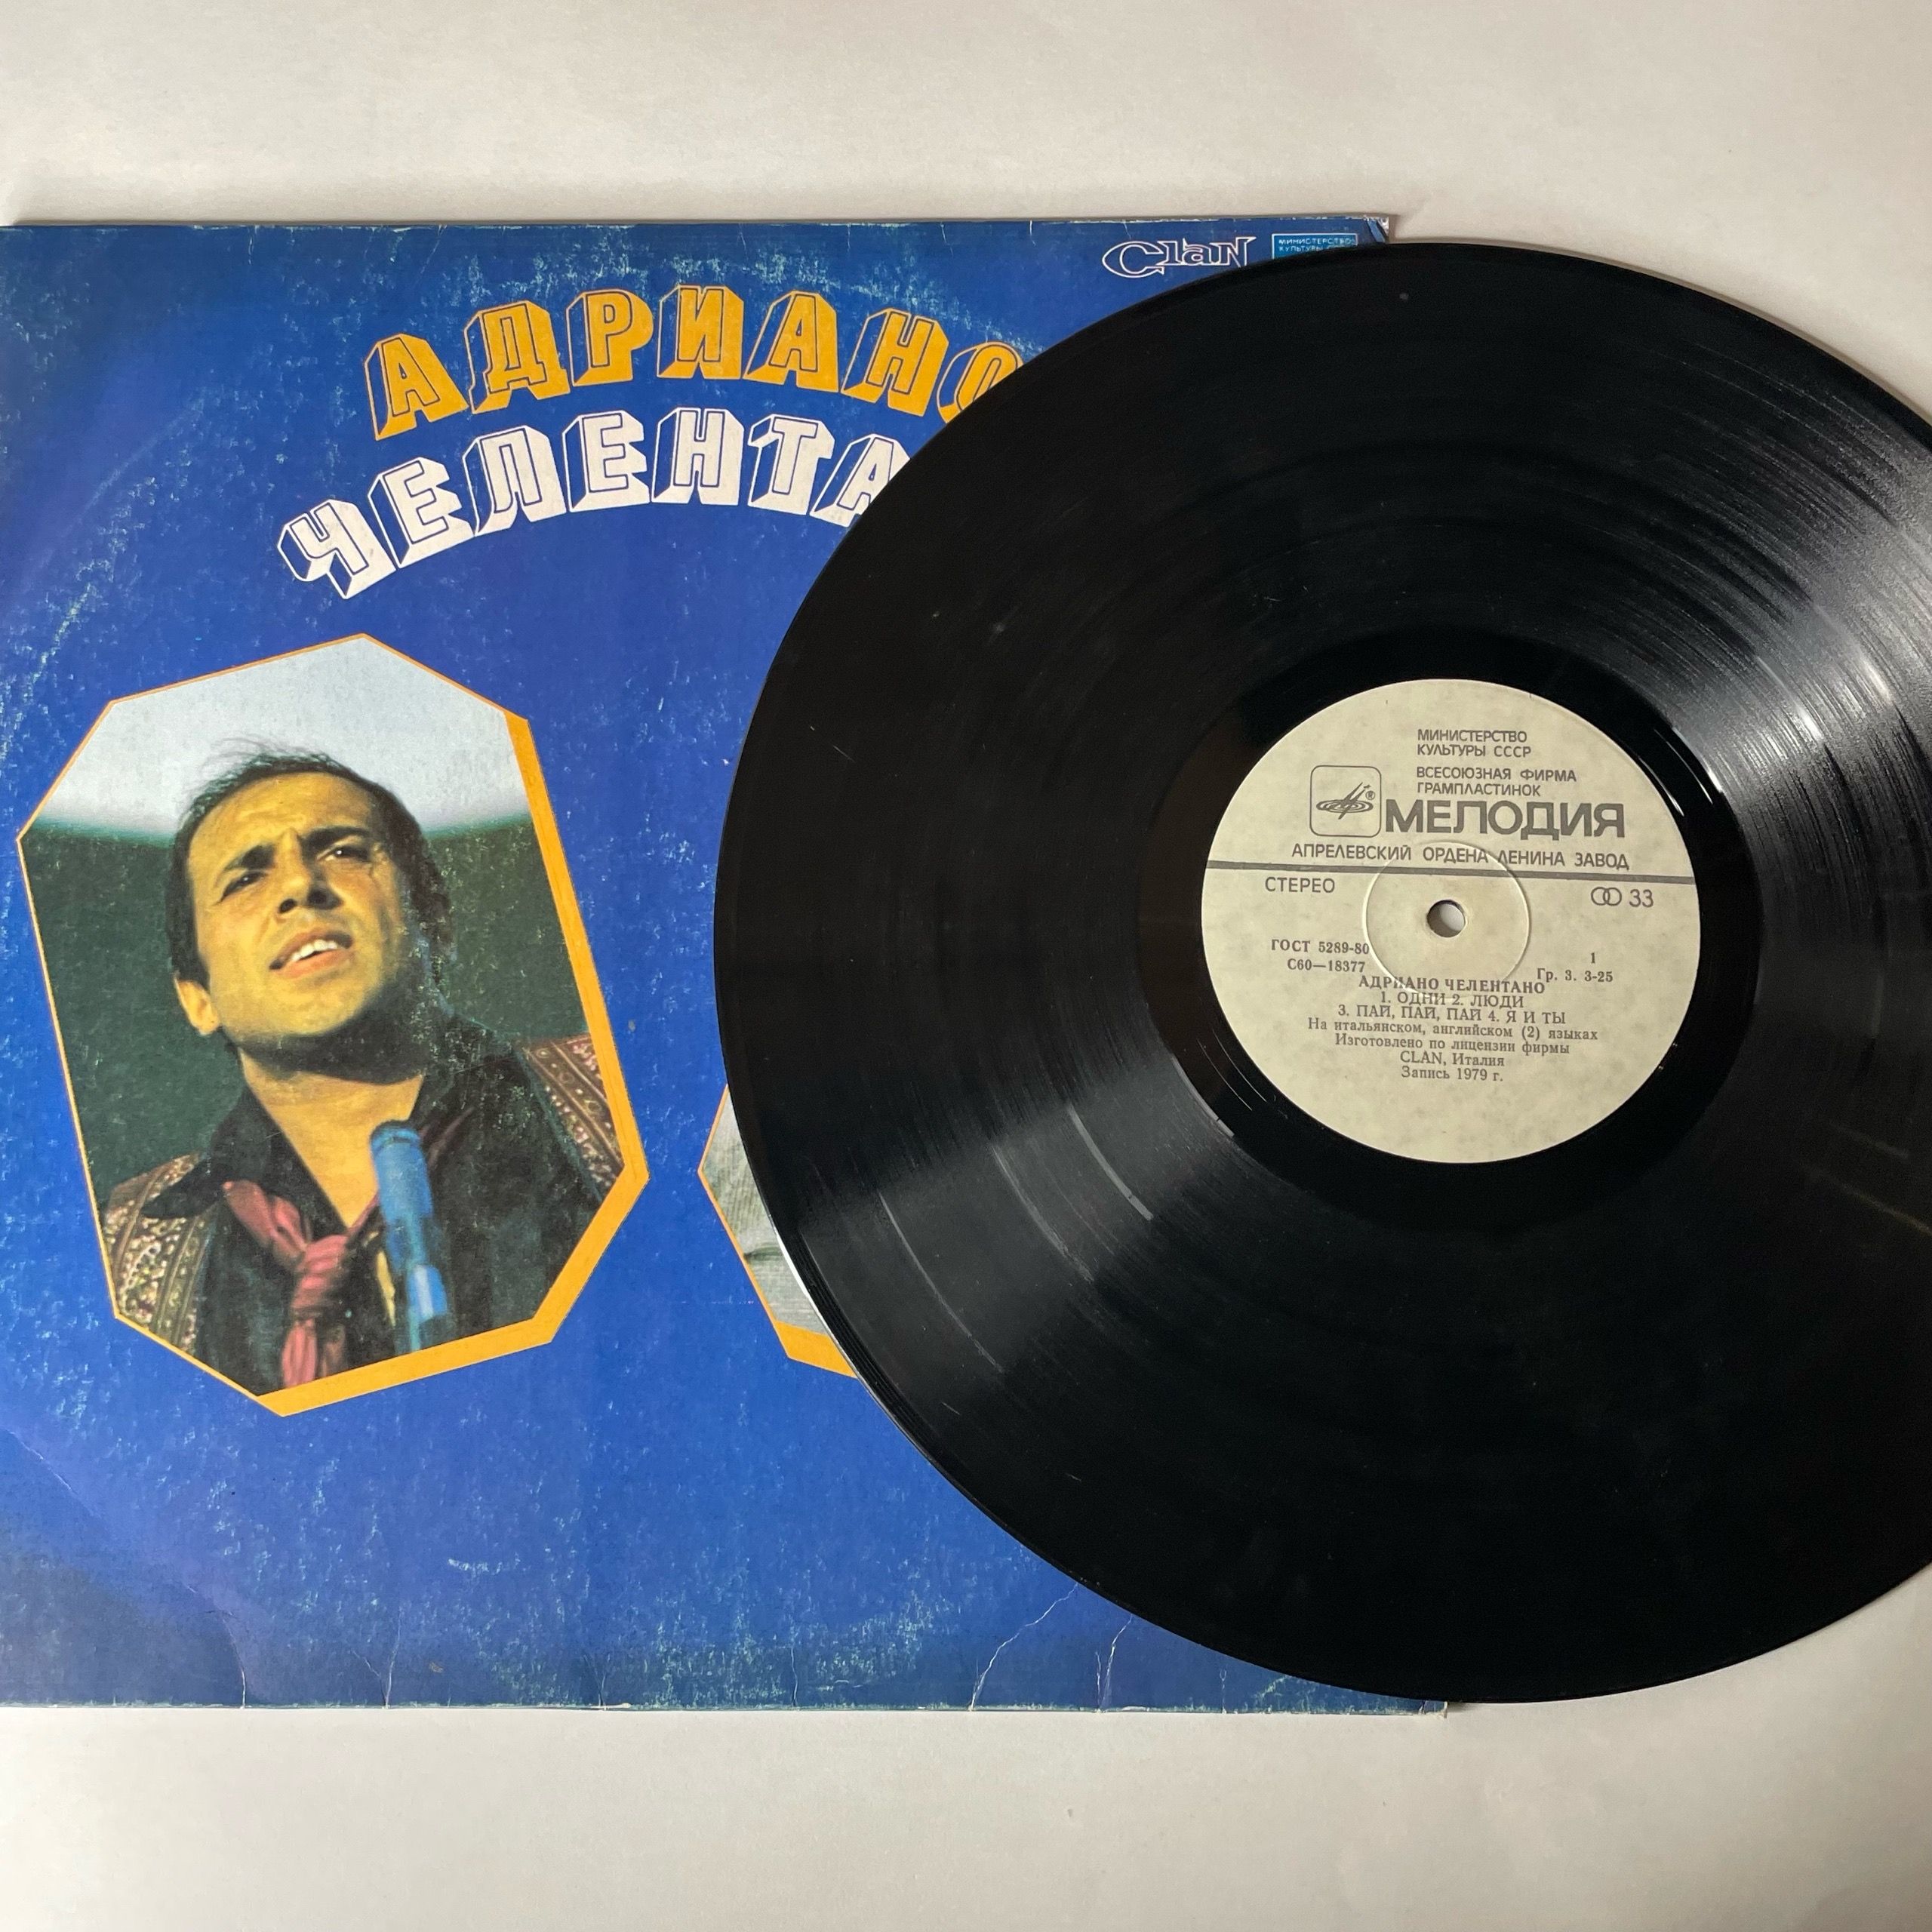 Clan
МИНИСТЕРСТВО
КУЛЬТУРЫ
АДРИАНО
ЧЕЛЕНТА
МИНИСТЕРСТВО
КУЛЬТУРЫ СССР
ВСЕСОЮЗНАЯ ФИРМА
ГРАМПЛАСТИНОК
МЕЛОДИЯ
АПРЕЛЕВСКИЙ ОРДЕНА ЛЕНИНА ЗАВОД
СТЕРЕО 33
ГОСТ 5289-80 1
С60—18377 Гр. 3. 3-25
АДРИАНО ЧЕЛЕНТАНО
1. ОДНИ 2. ЛЮДИ
3. ПАЙ, ПАЙ, ПАЙ 4. Я И ТЫ
На итальянском, английском (2) языках
Изготовлено по лицензии фирмы
CLAN, Италия
Запись 1979 г.